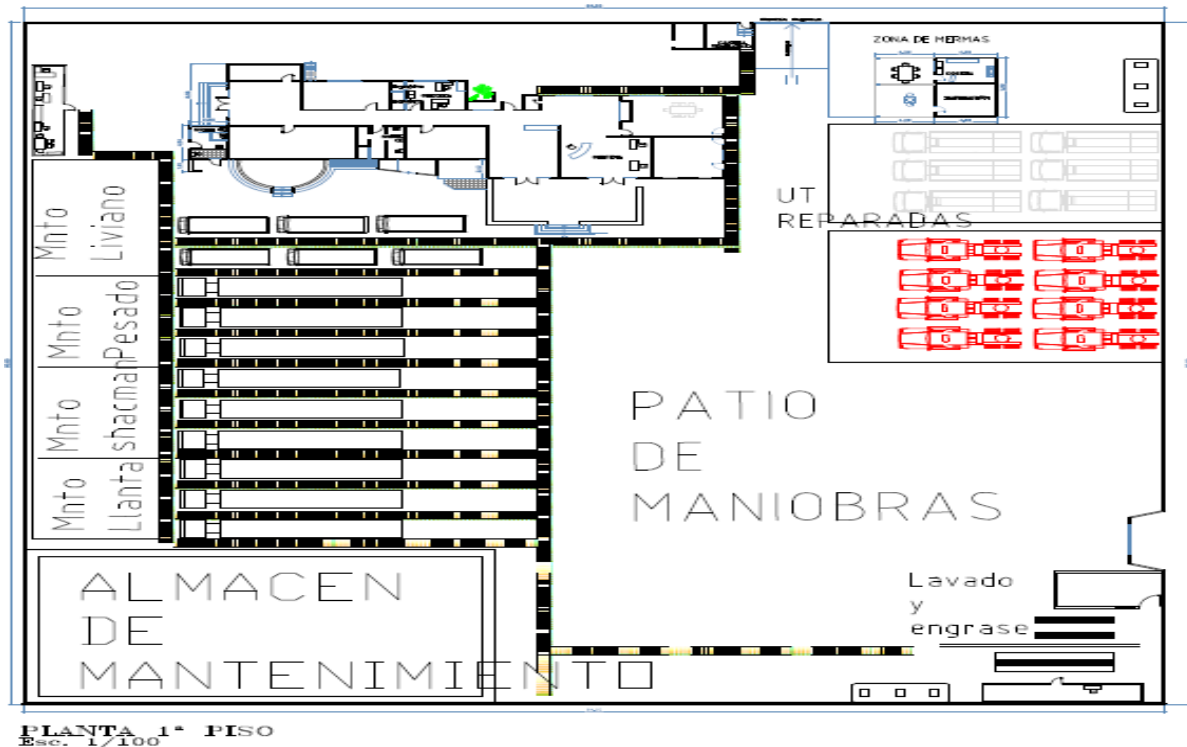 ZONA DE MERMAS
UT
REPARADAS
Mnto
Liviano
Mnto
Pesado
Mnto
shacman
Mnto
Llanta
PATIO
DE
MANIOBRAS
Lavado
y
engrase
ALMACEN
DE
MANTENIMIENTO
PLANTA 1ª PISO
Esc. 1/100